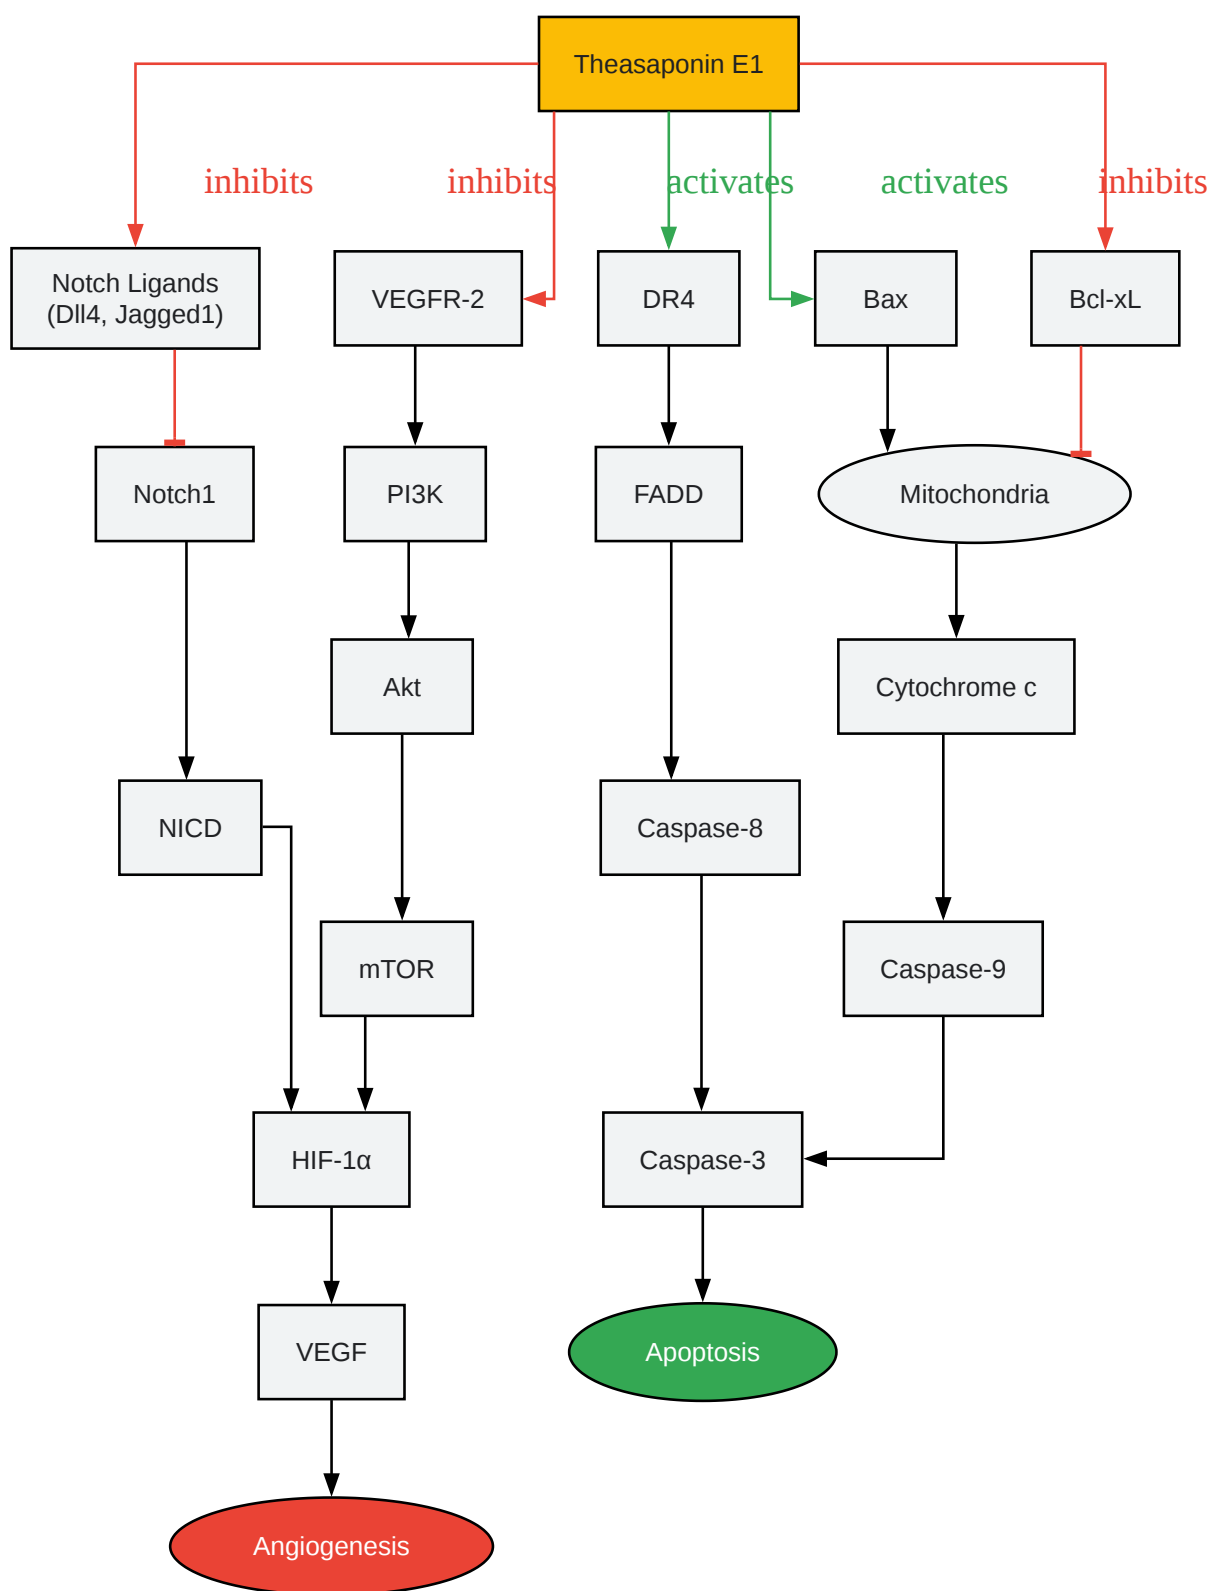 Theasaponin E1
inhibits
inhibits
activates
activates
inhibits
Notch Ligands
(Dll4, Jagged1)
VEGFR-2
DR4
Bax
Bcl-xL
Notch1
PI3K
FADD
Mitochondria
Akt
Cytochrome c
NICD
Caspase-8
mTOR
Caspase-9
HIF-1α
Caspase-3
VEGF
Apoptosis
Angiogenesis